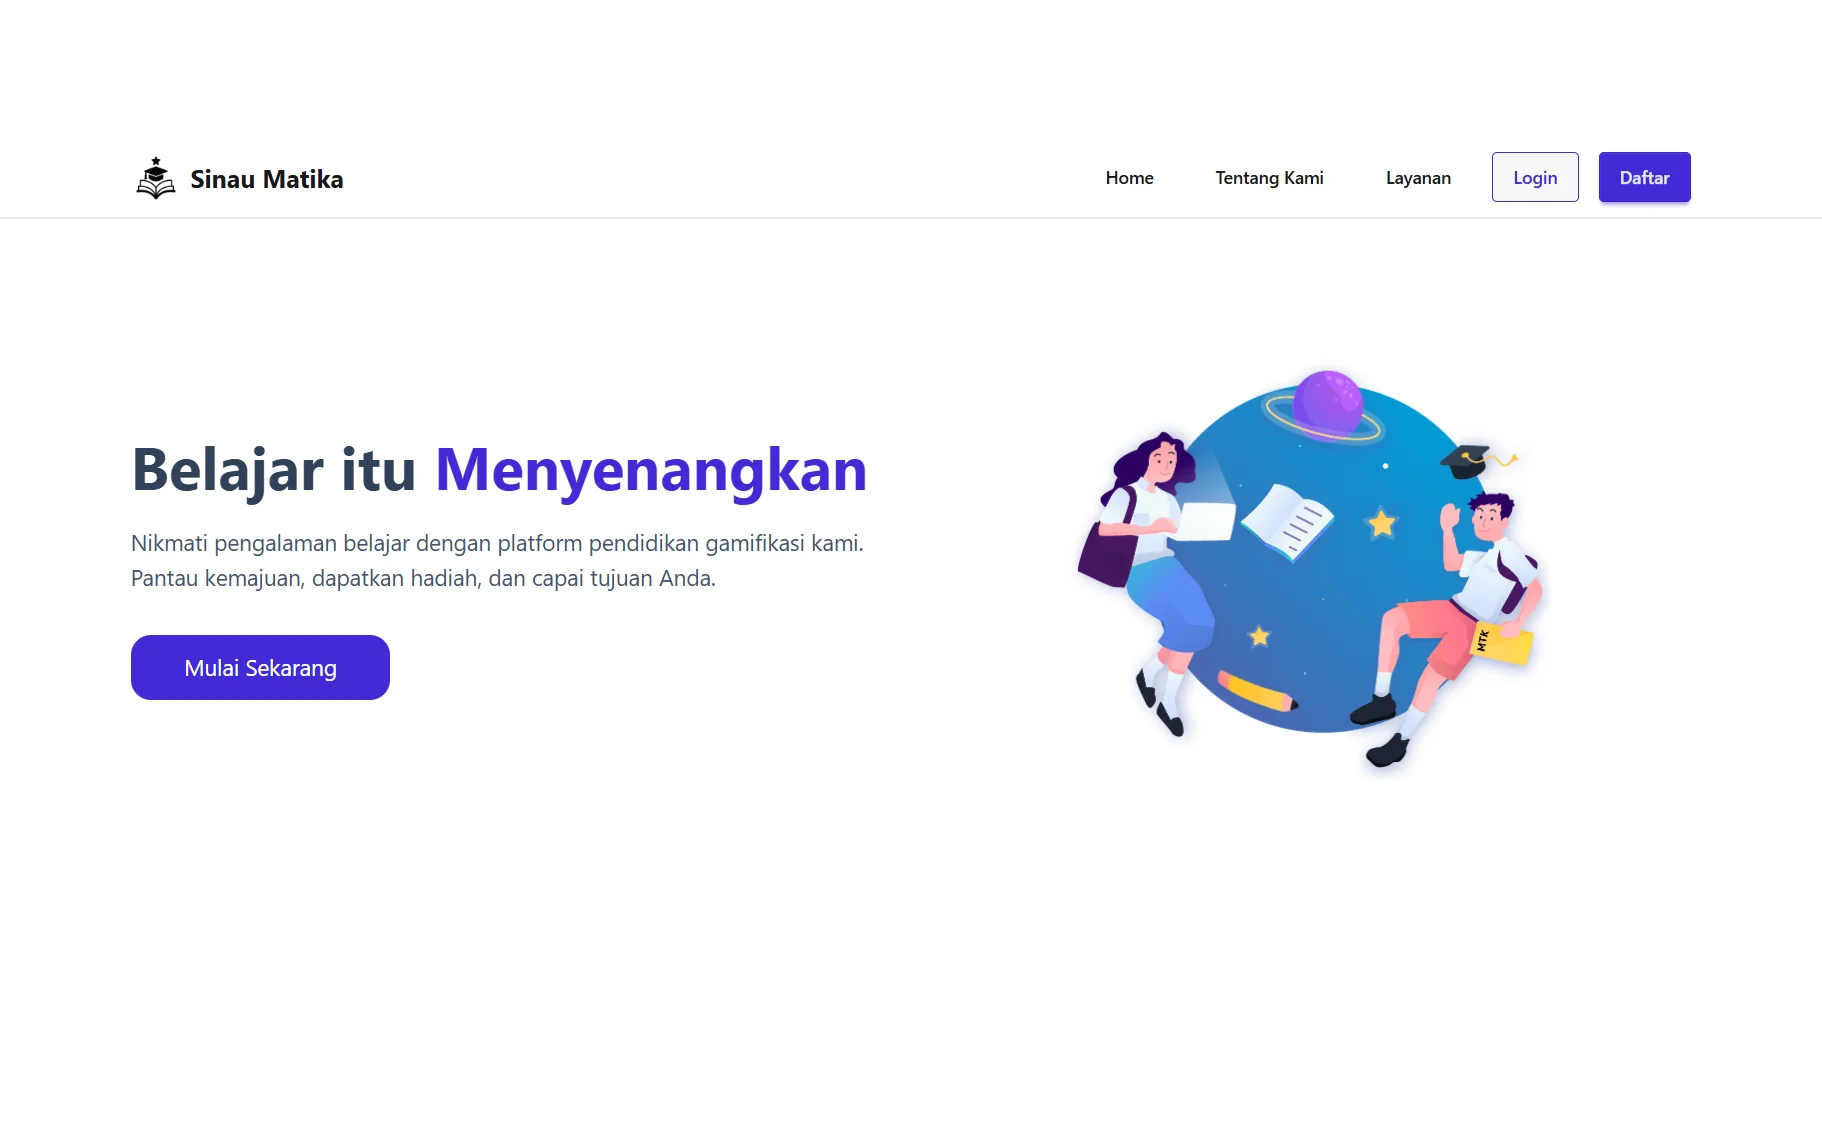 Sinau Matika
Home
Tentang Kami
Layanan
Login
Daftar
Belajar itu Menyenangkan
Nikmati pengalaman belajar dengan platform pendidikan gamifikasi kami.
Pantau kemajuan, dapatkan hadiah, dan capai tujuan Anda.
Mulai Sekarang
MTK